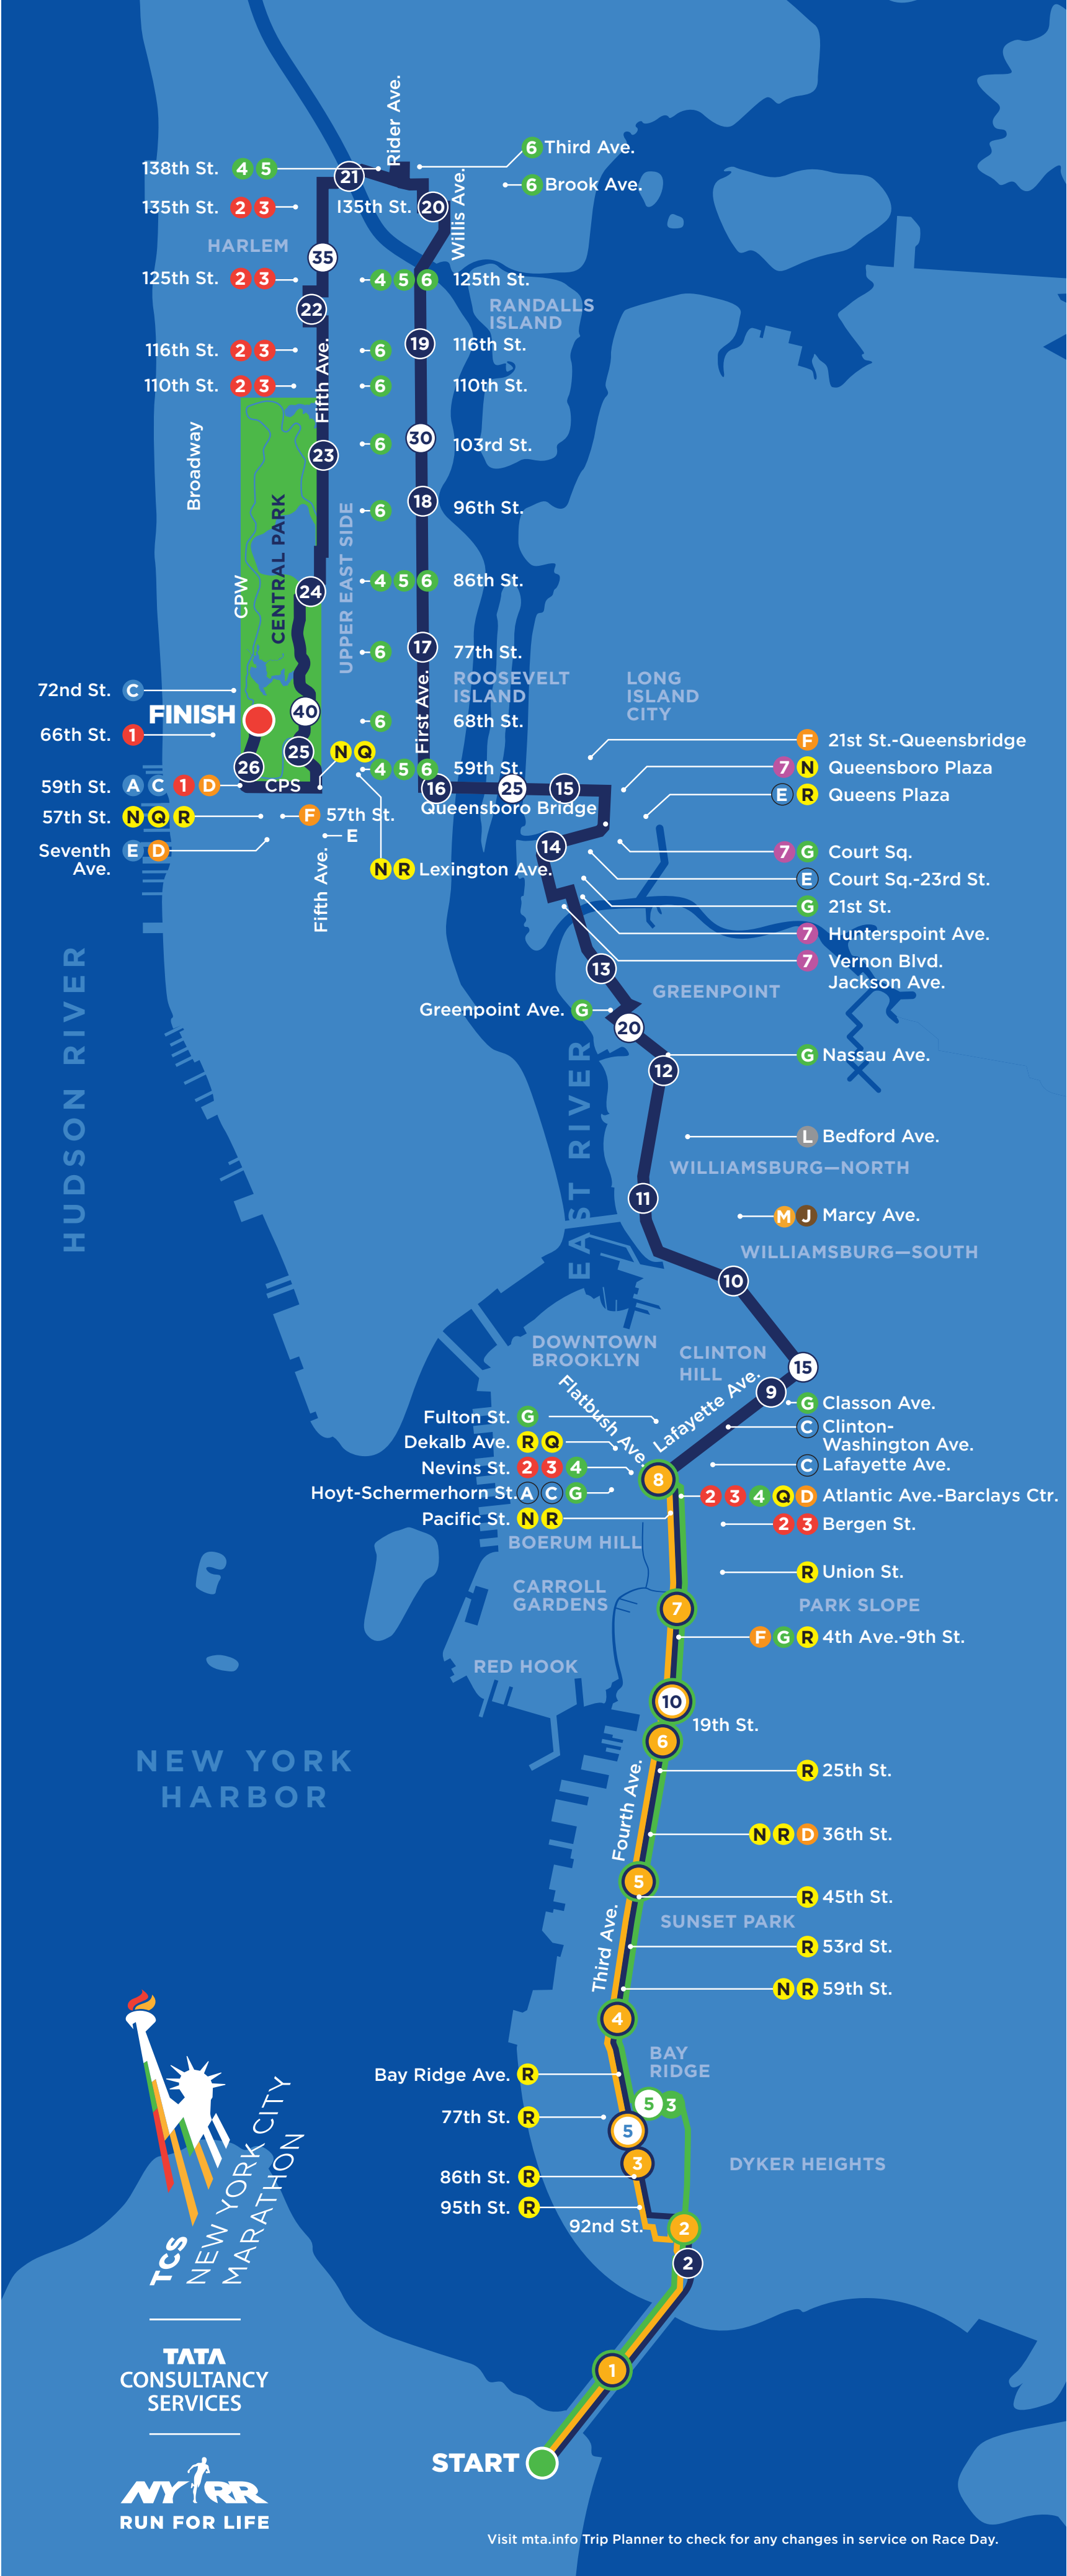 Rider Ave.
6 Third Ave.
138th St. 4 5
21
6 Brook Ave.
135th St. 2 3
I35th St. 20
Willis Ave.
HARLEM
35
125th St. 2 3
4 5 6 125th St.
RANDALLS
ISLAND
22
116th St. 2 3
6 19 116th St.
110th St. 2 3
6 110th St.
Fifth Ave.
Broadway
6 30 103rd St.
23
18
6 96th St.
CENTRAL PARK
UPPER EAST SIDE
4 5 6 86th St.
24
CPW
17
6 77th St.
ROOSEVELT
ISLAND
LONG
ISLAND
CITY
72nd St. C
FINISH
40
6 68th St.
First Ave.
66th St. 1
25
N Q
F 21st St.-Queensbridge
26
4 5 6 59th St.
7 N Queensboro Plaza
59th St. A C 1 D
CPS
16 25 15
E R Queens Plaza
Queensboro Bridge
57th St. N Q R
F 57th St.
E
Seventh
Ave.
E D
14
7 G Court Sq.
N R Lexington Ave.
E Court Sq.-23rd St.
Fifth Ave.
G 21st St.
7 Hunterspoint Ave.
7 Vernon Blvd.
Jackson Ave.
13
GREENPOINT
HUDSON RIVER
Greenpoint Ave. G
20
EAST RIVER
G Nassau Ave.
12
L Bedford Ave.
WILLIAMSBURG—NORTH
11
M J Marcy Ave.
WILLIAMSBURG—SOUTH
10
DOWNTOWN
BROOKLYN
CLINTON
HILL
15
9
Flatbush Ave.
Lafayette Ave.
G Classon Ave.
Fulton St. G
C Clinton-
Washington Ave.
Dekalb Ave. R Q
C Lafayette Ave.
Nevins St. 2 3 4
8
Hoyt-Schermerhorn St. A C G
2 3 4 Q D Atlantic Ave.-Barclays Ctr.
Pacific St. N R
2 3 Bergen St.
BOERUM HILL
R Union St.
CARROLL
GARDENS
7
PARK SLOPE
F G R 4th Ave.-9th St.
RED HOOK
10
19th St.
6
NEW YORK
HARBOR
R 25th St.
Fourth Ave.
N R D 36th St.
5
R 45th St.
SUNSET PARK
Third Ave.
R 53rd St.
N R 59th St.
4
BAY
RIDGE
Bay Ridge Ave. R
5 3
77th St. R
5
3
DYKER HEIGHTS
86th St. R
95th St. R
92nd St.
2
2
TCS
NEW YORK CITY
MARATHON
TATA
CONSULTANCY
SERVICES
1
START
NYRR
RUN FOR LIFE
Visit mta.info Trip Planner to check for any changes in service on Race Day.